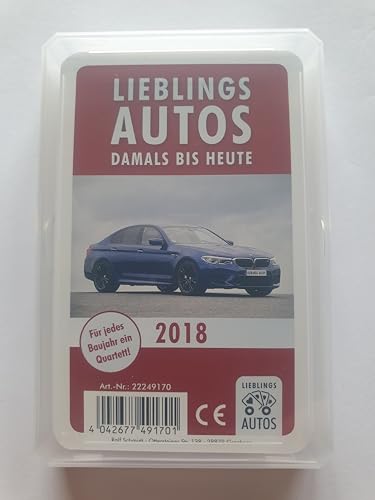 LIEBLINGS
AUTOS
DAMALS BIS HEUTE
Für jedes
Baujahr ein
Quartett!
2018
Art.-Nr.: 22249170
4 042677 491701
CE
LIEBLINGS
AUTOS